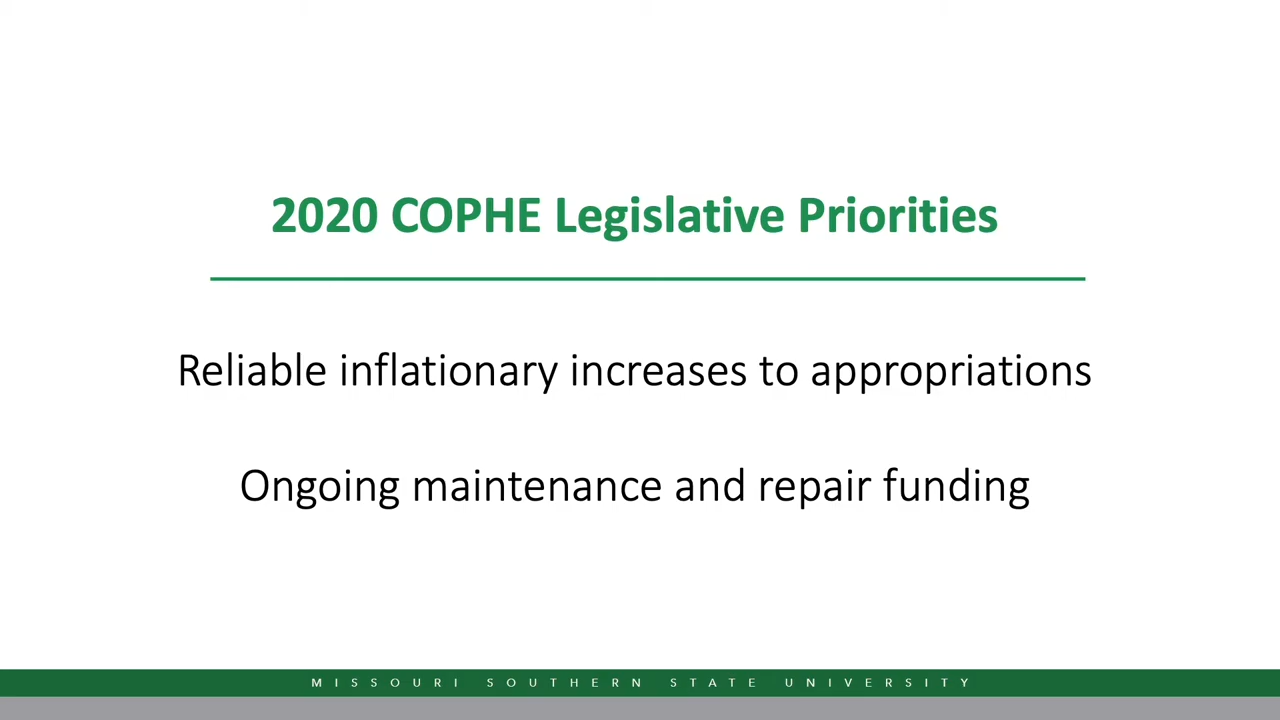 2020 COPHE Legislative Priorities
Reliable inflationary increases to appropriations
Ongoing maintenance and repair funding
MISSOURI SOUTHERN STATE UNIVERSITY